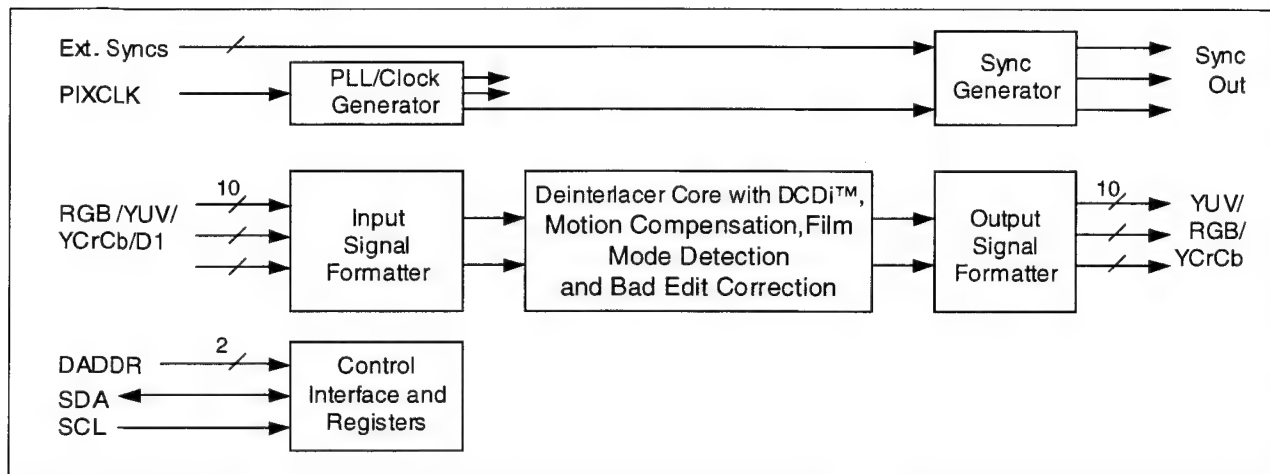 Ext. Syncs
PLL/Clock
Generator
PIXCLK
Sync
Generator
Sync
Out
10
RGB/YUV/
YCrCb/D1
Input
Signal
Formatter
Deinterlacer Core with DCDi™,
Motion Compensation,Film
Mode Detection
and Bad Edit Correction
Output
Signal
Formatter
10
YUV/
RGB/
YCrCb
2
DADDR
SDA
SCL
Control
Interface and
Registers